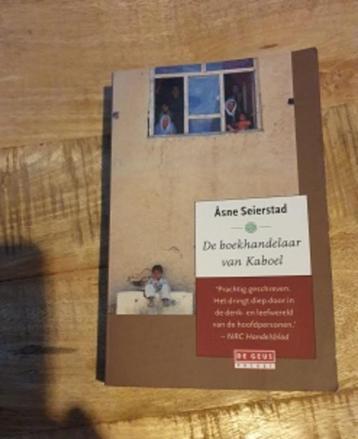 Åsne Seierstad
De boekhandelaar
van Kaboel
'Prachtig geschreven.
Het dringt diep door in
de denk- en leefwereld
van de hoofdpersonen.'
– NRC Handelsblad
DE GEUS
POCKET